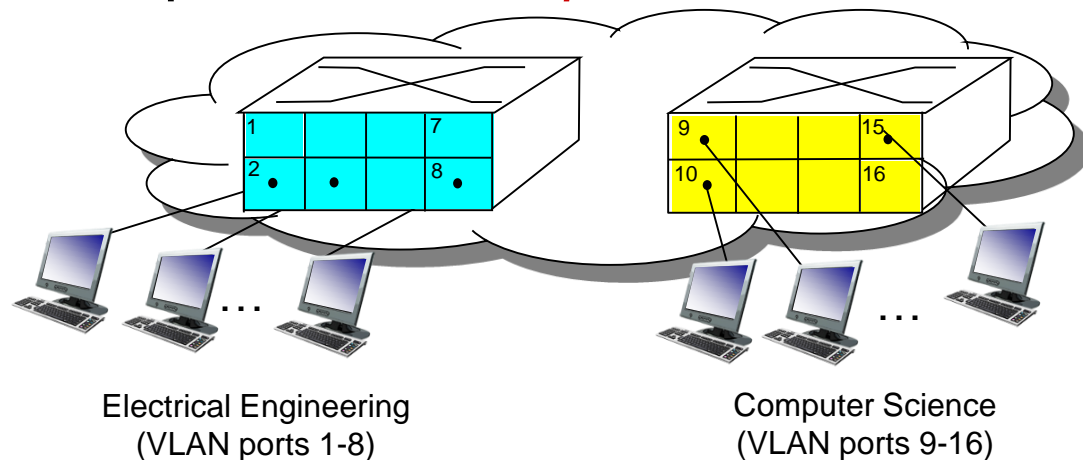 1 7
2 8
9 15
10 16
...
...
Electrical Engineering
(VLAN ports 1-8)
Computer Science
(VLAN ports 9-16)